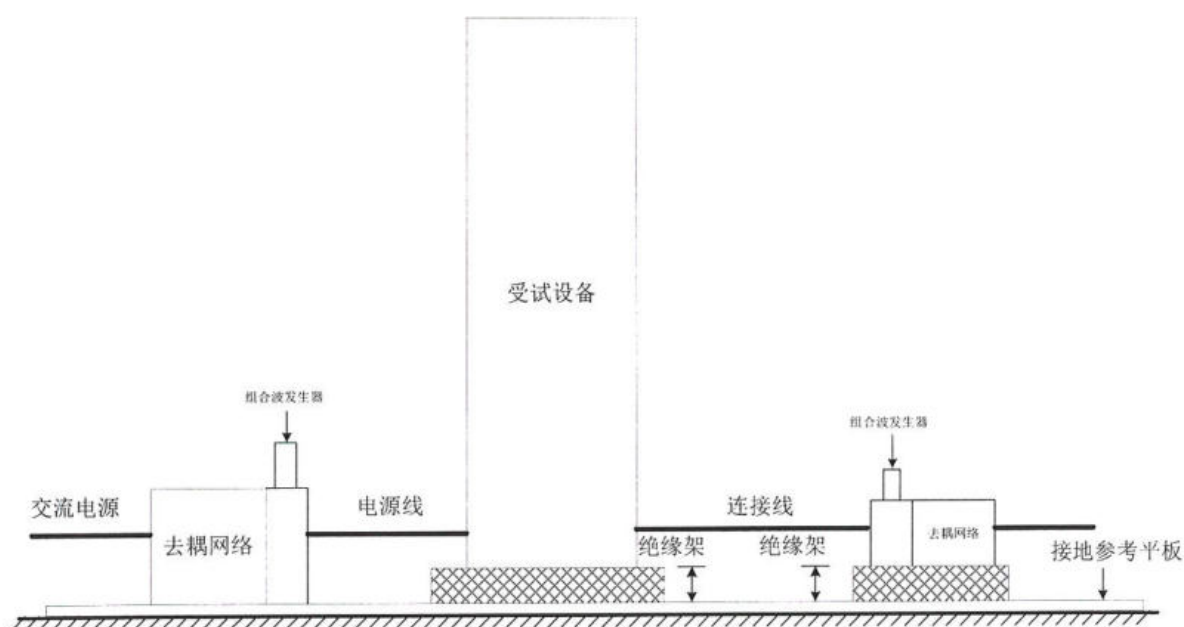 受试设备
组合波发生器
组合波发生器
交流电源
电源线
连接线
去耦网络
绝缘架
绝缘架
去耦网络
接地参考平板